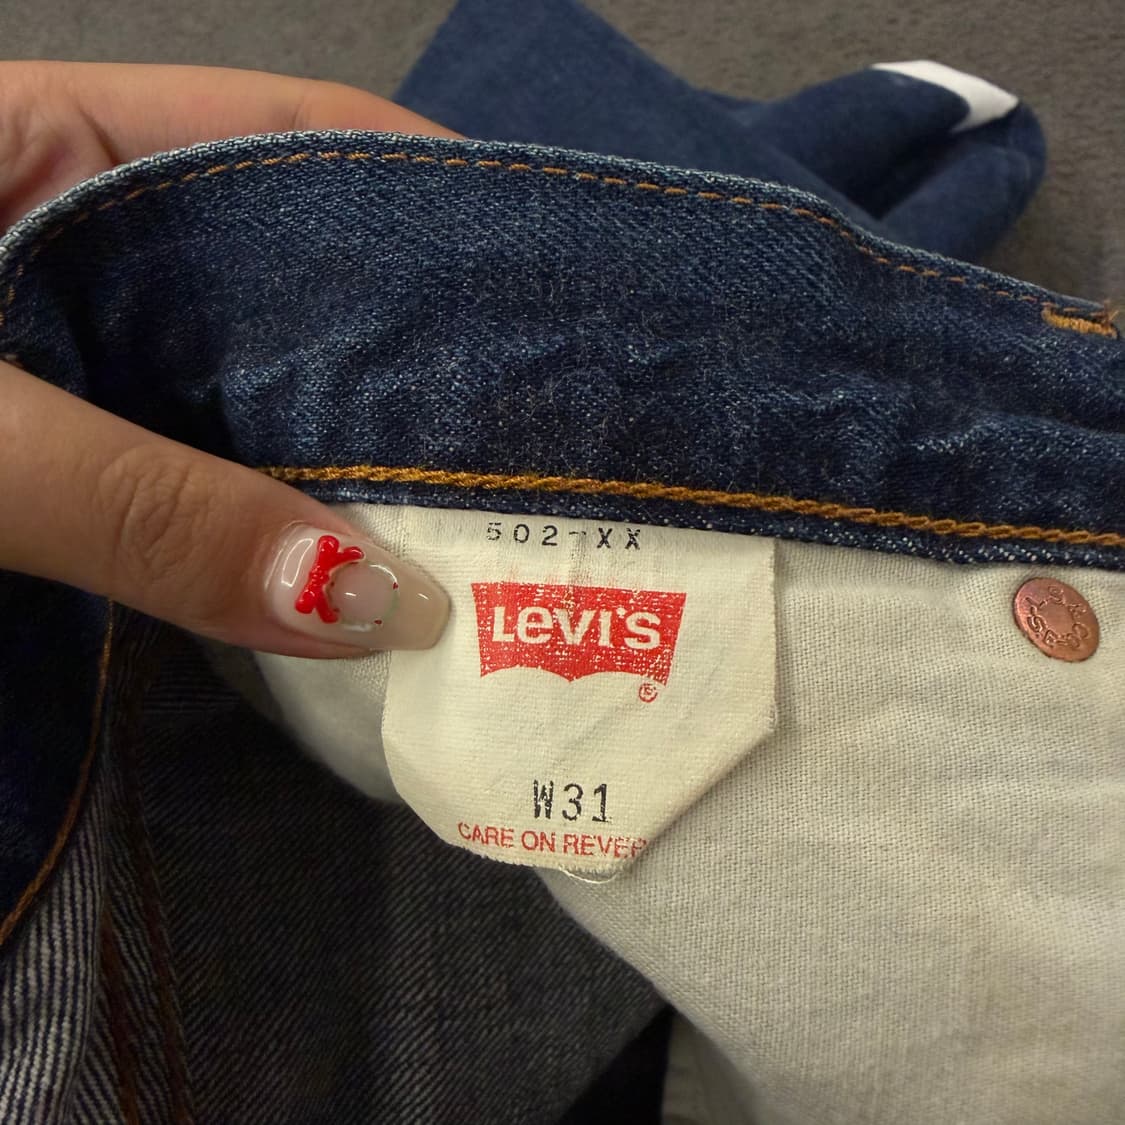 502-XX
LEVI'S
®
W31
CARE ON REVER